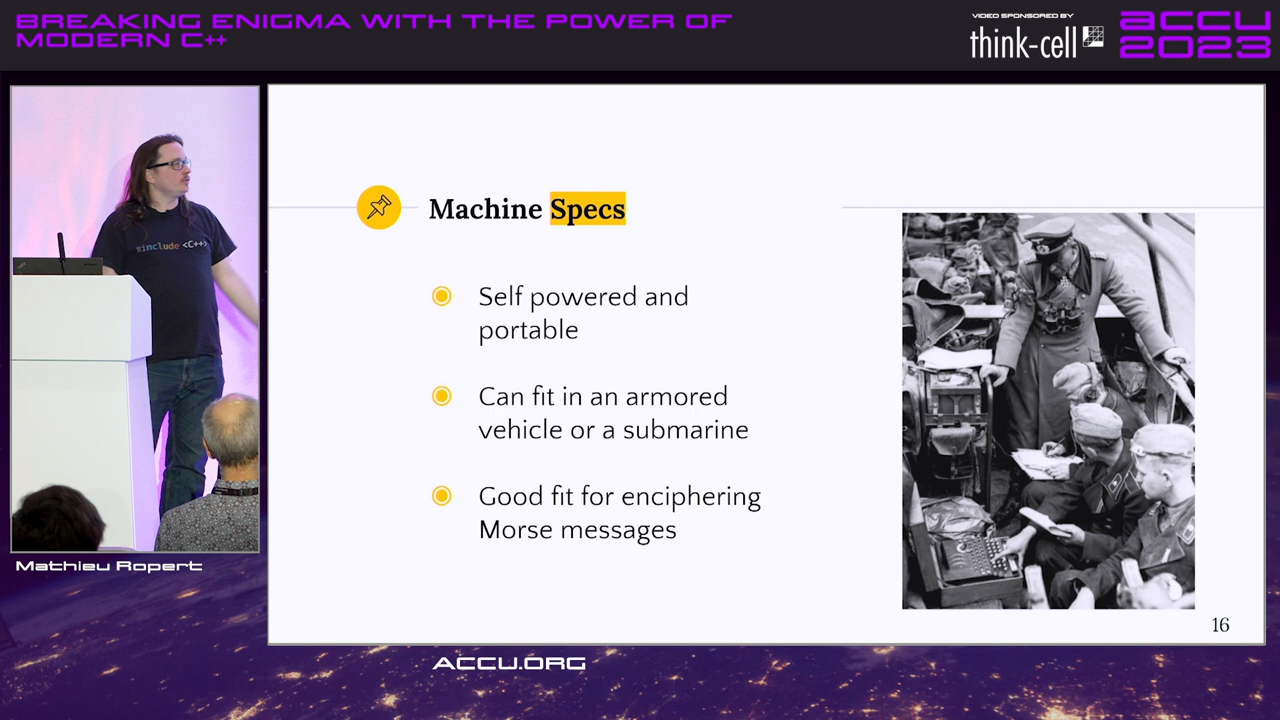 BREAKING ENIGMA WITH THE POWER OF
MODERN C++
VIDEO SPONSORED BY
think-cell
ACCU
2023
#include <C++>
Machine Specs
Self powered and
portable
Can fit in an armored
vehicle or a submarine
Good fit for enciphering
Morse messages
16
Mathieu Ropert
ACCU.ORG